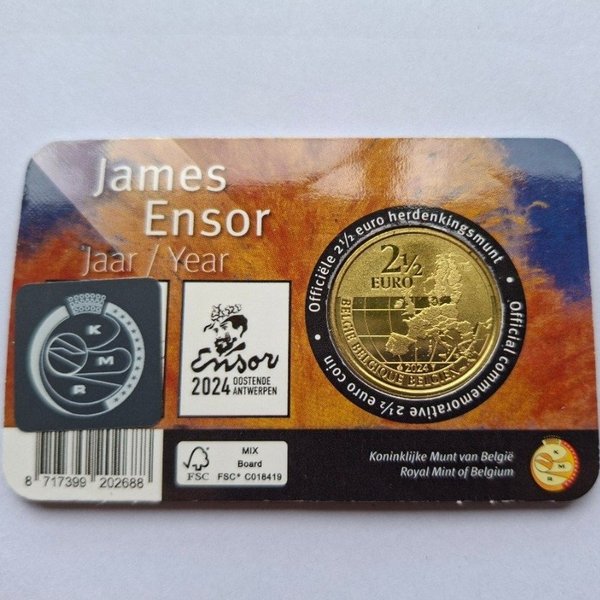 James
Ensor
Jaar / Year
K
M
R
Ensor
2024 OOSTENDE
ANTWERPEN
Officiële 2½ euro herdenkingsmunt
Official commemorative 2½ euro coin
2½
EURO
BELGIE BELGIQUE BELGIEN
2024
8 717399 202688
FSC
MIX
Board
FSC® C018419
Koninklijke Munt van België
Royal Mint of Belgium
K
M
R